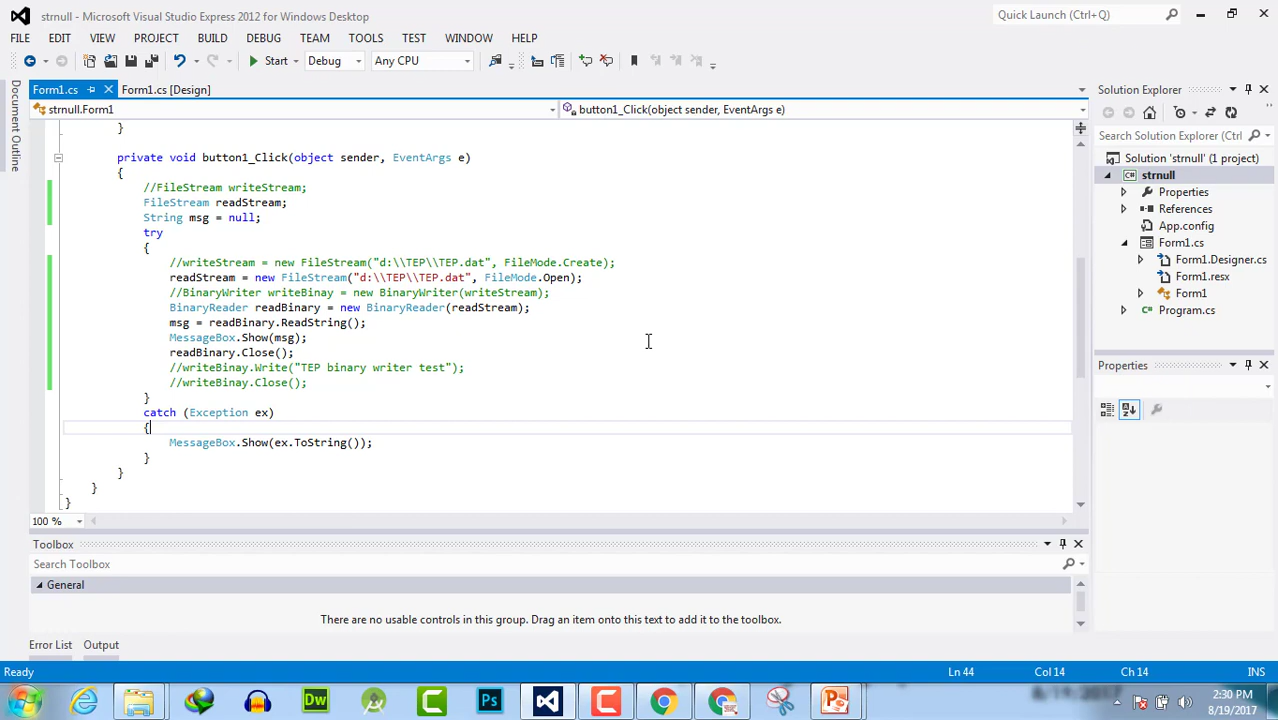 strnull - Microsoft Visual Studio Express 2012 for Windows Desktop
Quick Launch (Ctrl+Q)
FILE EDIT VIEW PROJECT BUILD DEBUG TEAM TOOLS TEST WINDOW HELP
Start Debug Any CPU
Document Outline
Form1.cs Form1.cs [Design]
strnull.Form1 button1_Click(object sender, EventArgs e)
}
private void button1_Click(object sender, EventArgs e)
{
//FileStream writeStream;
FileStream readStream;
String msg = null;
try
{
//writeStream = new FileStream("d:\\TEP\\TEP.dat", FileMode.Create);
readStream = new FileStream("d:\\TEP\\TEP.dat", FileMode.Open);
//BinaryWriter writeBinay = new BinaryWriter(writeStream);
BinaryReader readBinary = new BinaryReader(readStream);
msg = readBinary.ReadString();
MessageBox.Show(msg);
readBinary.Close();
//writeBinay.Write("TEP binary writer test");
//writeBinay.Close();
}
catch (Exception ex)
{
MessageBox.Show(ex.ToString());
}
}
}
}
100 %
Toolbox
Search Toolbox
General
There are no usable controls in this group. Drag an item onto this text to add it to the toolbox.
Error List Output
Solution Explorer
Search Solution Explorer (Ctrl
Solution 'strnull' (1 project)
C# strnull
Properties
References
App.config
Form1.cs
Form1.Designer.cs
Form1.resx
Form1
Program.cs
Properties
Ready Ln 44 Col 14 Ch 14 INS
Dw Ps
2:30 PM
8/19/2017